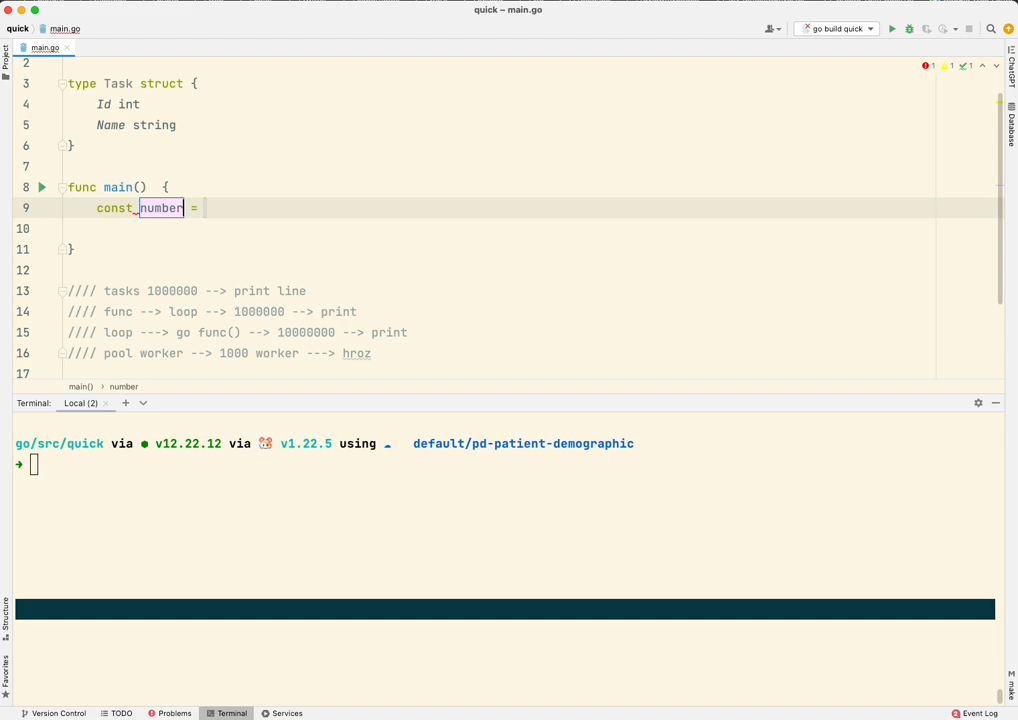 quick – main.go
quick main.go go build quick
main.go
Project
2
3 type Task struct {
4 Id int
5 Name string
6 }
7
8 func main() {
9 const number =
10
11 }
12
13 //// tasks 1000000 --> print line
14 //// func --> loop --> 1000000 --> print
15 //// loop ---> go func() --> 10000000 --> print
16 //// pool worker --> 1000 worker ---> hroz
17
1 1 1
ChatGPT
Database
main() › number
Terminal: Local (2) × +
go/src/quick via v12.22.12 via v1.22.5 using default/pd-patient-demographic
Structure
Favorites
make
Version Control TODO Problems Terminal Services 2 Event Log